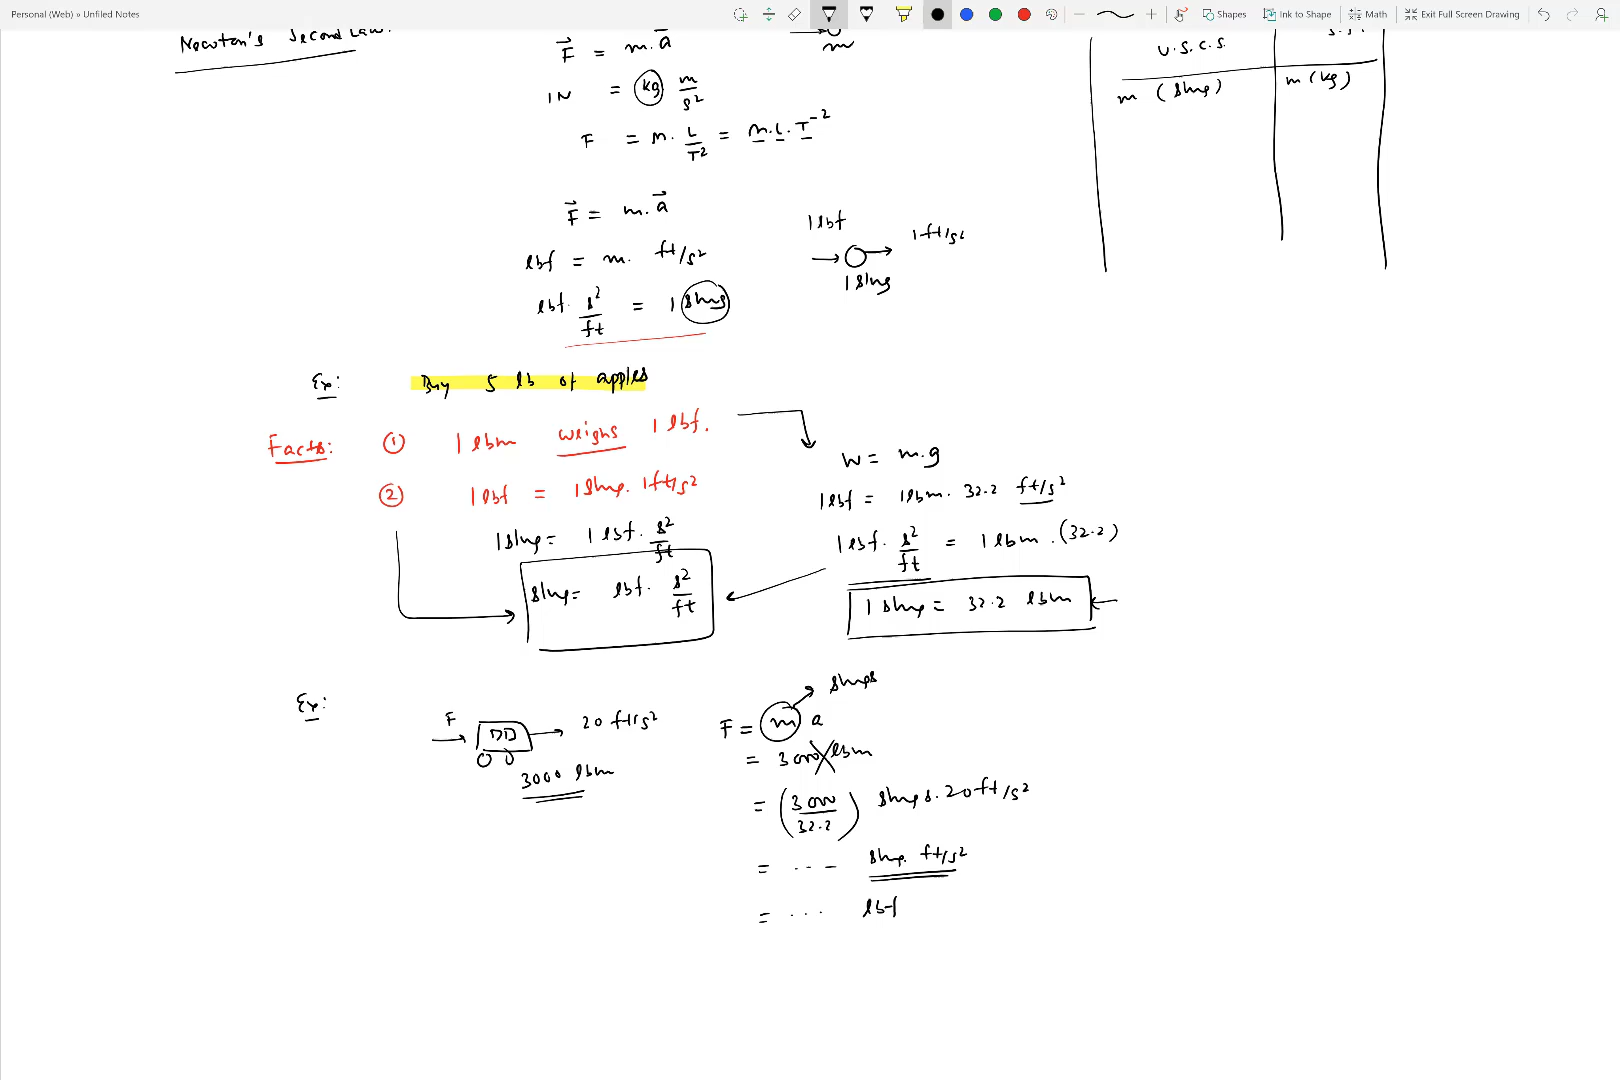 Personal (Web) » Unfiled Notes
Shapes Ink to Shape Math Exit Full Screen Drawing
Newton's Second Law:
F = m.a
m
1N = kg m/s²
F = m. L/T² = m.L.T⁻²
U.S.C.S. S.I.
m (slug) m (kg)
F = m.a
lbf = m. ft/s²
lbf. s²/ft = 1 slug
1 lbf
1 ft/s²
1 slug
Ex: Buy 5 lb of apples
Facts: ① 1 lbm weighs 1 lbf.
② 1 lbf = 1 slug. 1 ft/s²
1 slug = 1 lbf. s²/ft
slug = lbf. s²/ft
W = m.g
1 lbf = 1 lbm. 32.2 ft/s²
1 lbf. s²/ft = 1 lbm. (32.2)
1 slug = 32.2 lbm
Ex:
F 20 ft/s²
3000 lbm
slugs
F = m a
= 3000 lbm
= (3000/32.2) slugs. 20 ft/s²
= ... slug. ft/s²
= ... lbf